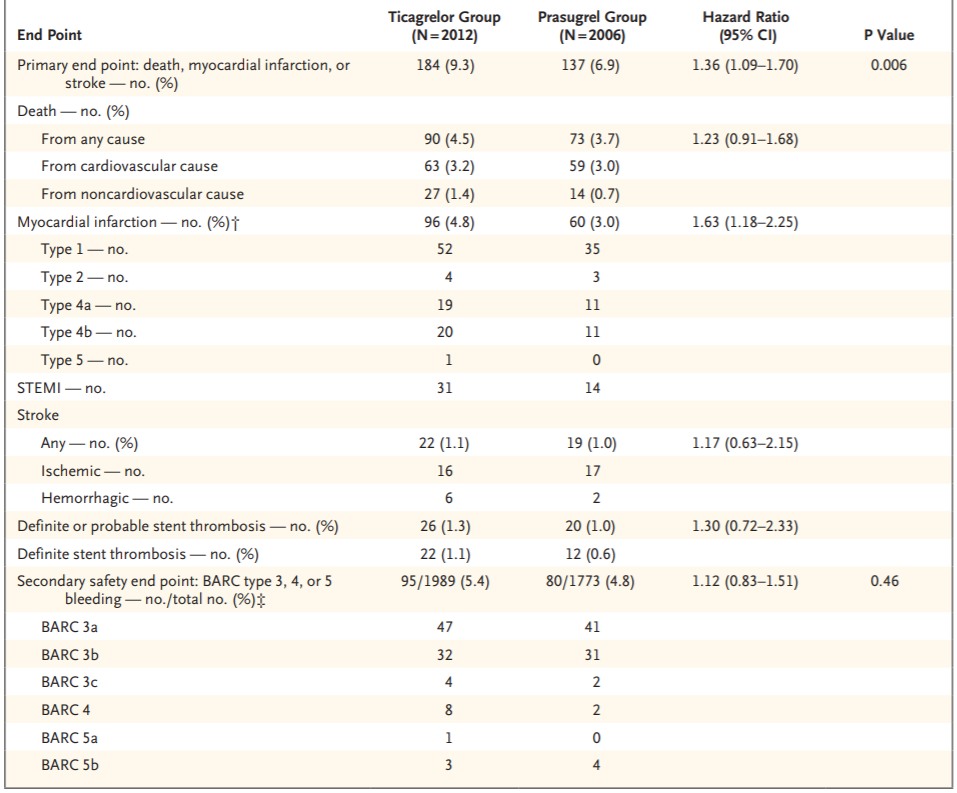 End Point Ticagrelor Group (N=2012) Prasugrel Group (N=2006) Hazard Ratio (95% CI) P Value
Primary end point: death, myocardial infarction, or stroke — no. (%) 184 (9.3) 137 (6.9) 1.36 (1.09–1.70) 0.006
Death — no. (%)
From any cause 90 (4.5) 73 (3.7) 1.23 (0.91–1.68)
From cardiovascular cause 63 (3.2) 59 (3.0)
From noncardiovascular cause 27 (1.4) 14 (0.7)
Myocardial infarction — no. (%)† 96 (4.8) 60 (3.0) 1.63 (1.18–2.25)
Type 1 — no. 52 35
Type 2 — no. 4 3
Type 4a — no. 19 11
Type 4b — no. 20 11
Type 5 — no. 1 0
STEMI — no. 31 14
Stroke
Any — no. (%) 22 (1.1) 19 (1.0) 1.17 (0.63–2.15)
Ischemic — no. 16 17
Hemorrhagic — no. 6 2
Definite or probable stent thrombosis — no. (%) 26 (1.3) 20 (1.0) 1.30 (0.72–2.33)
Definite stent thrombosis — no. (%) 22 (1.1) 12 (0.6)
Secondary safety end point: BARC type 3, 4, or 5 bleeding — no./total no. (%)‡ 95/1989 (5.4) 80/1773 (4.8) 1.12 (0.83–1.51) 0.46
BARC 3a 47 41
BARC 3b 32 31
BARC 3c 4 2
BARC 4 8 2
BARC 5a 1 0
BARC 5b 3 4